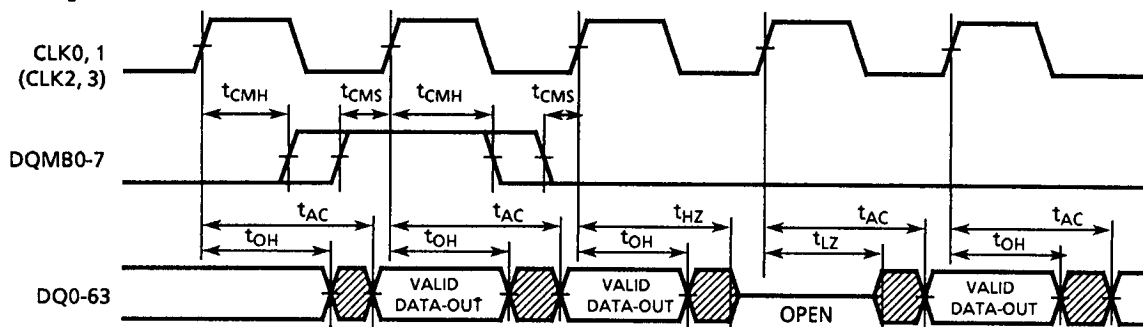 CLK0, 1
(CLK2, 3)
tCMH tCMS tCMH tCMS
DQMB0-7
tAC tAC tHZ tAC tAC
tOH tOH tOH tLZ tOH
DQ0-63
VALID DATA-OUT
VALID DATA-OUT
OPEN
VALID DATA-OUT